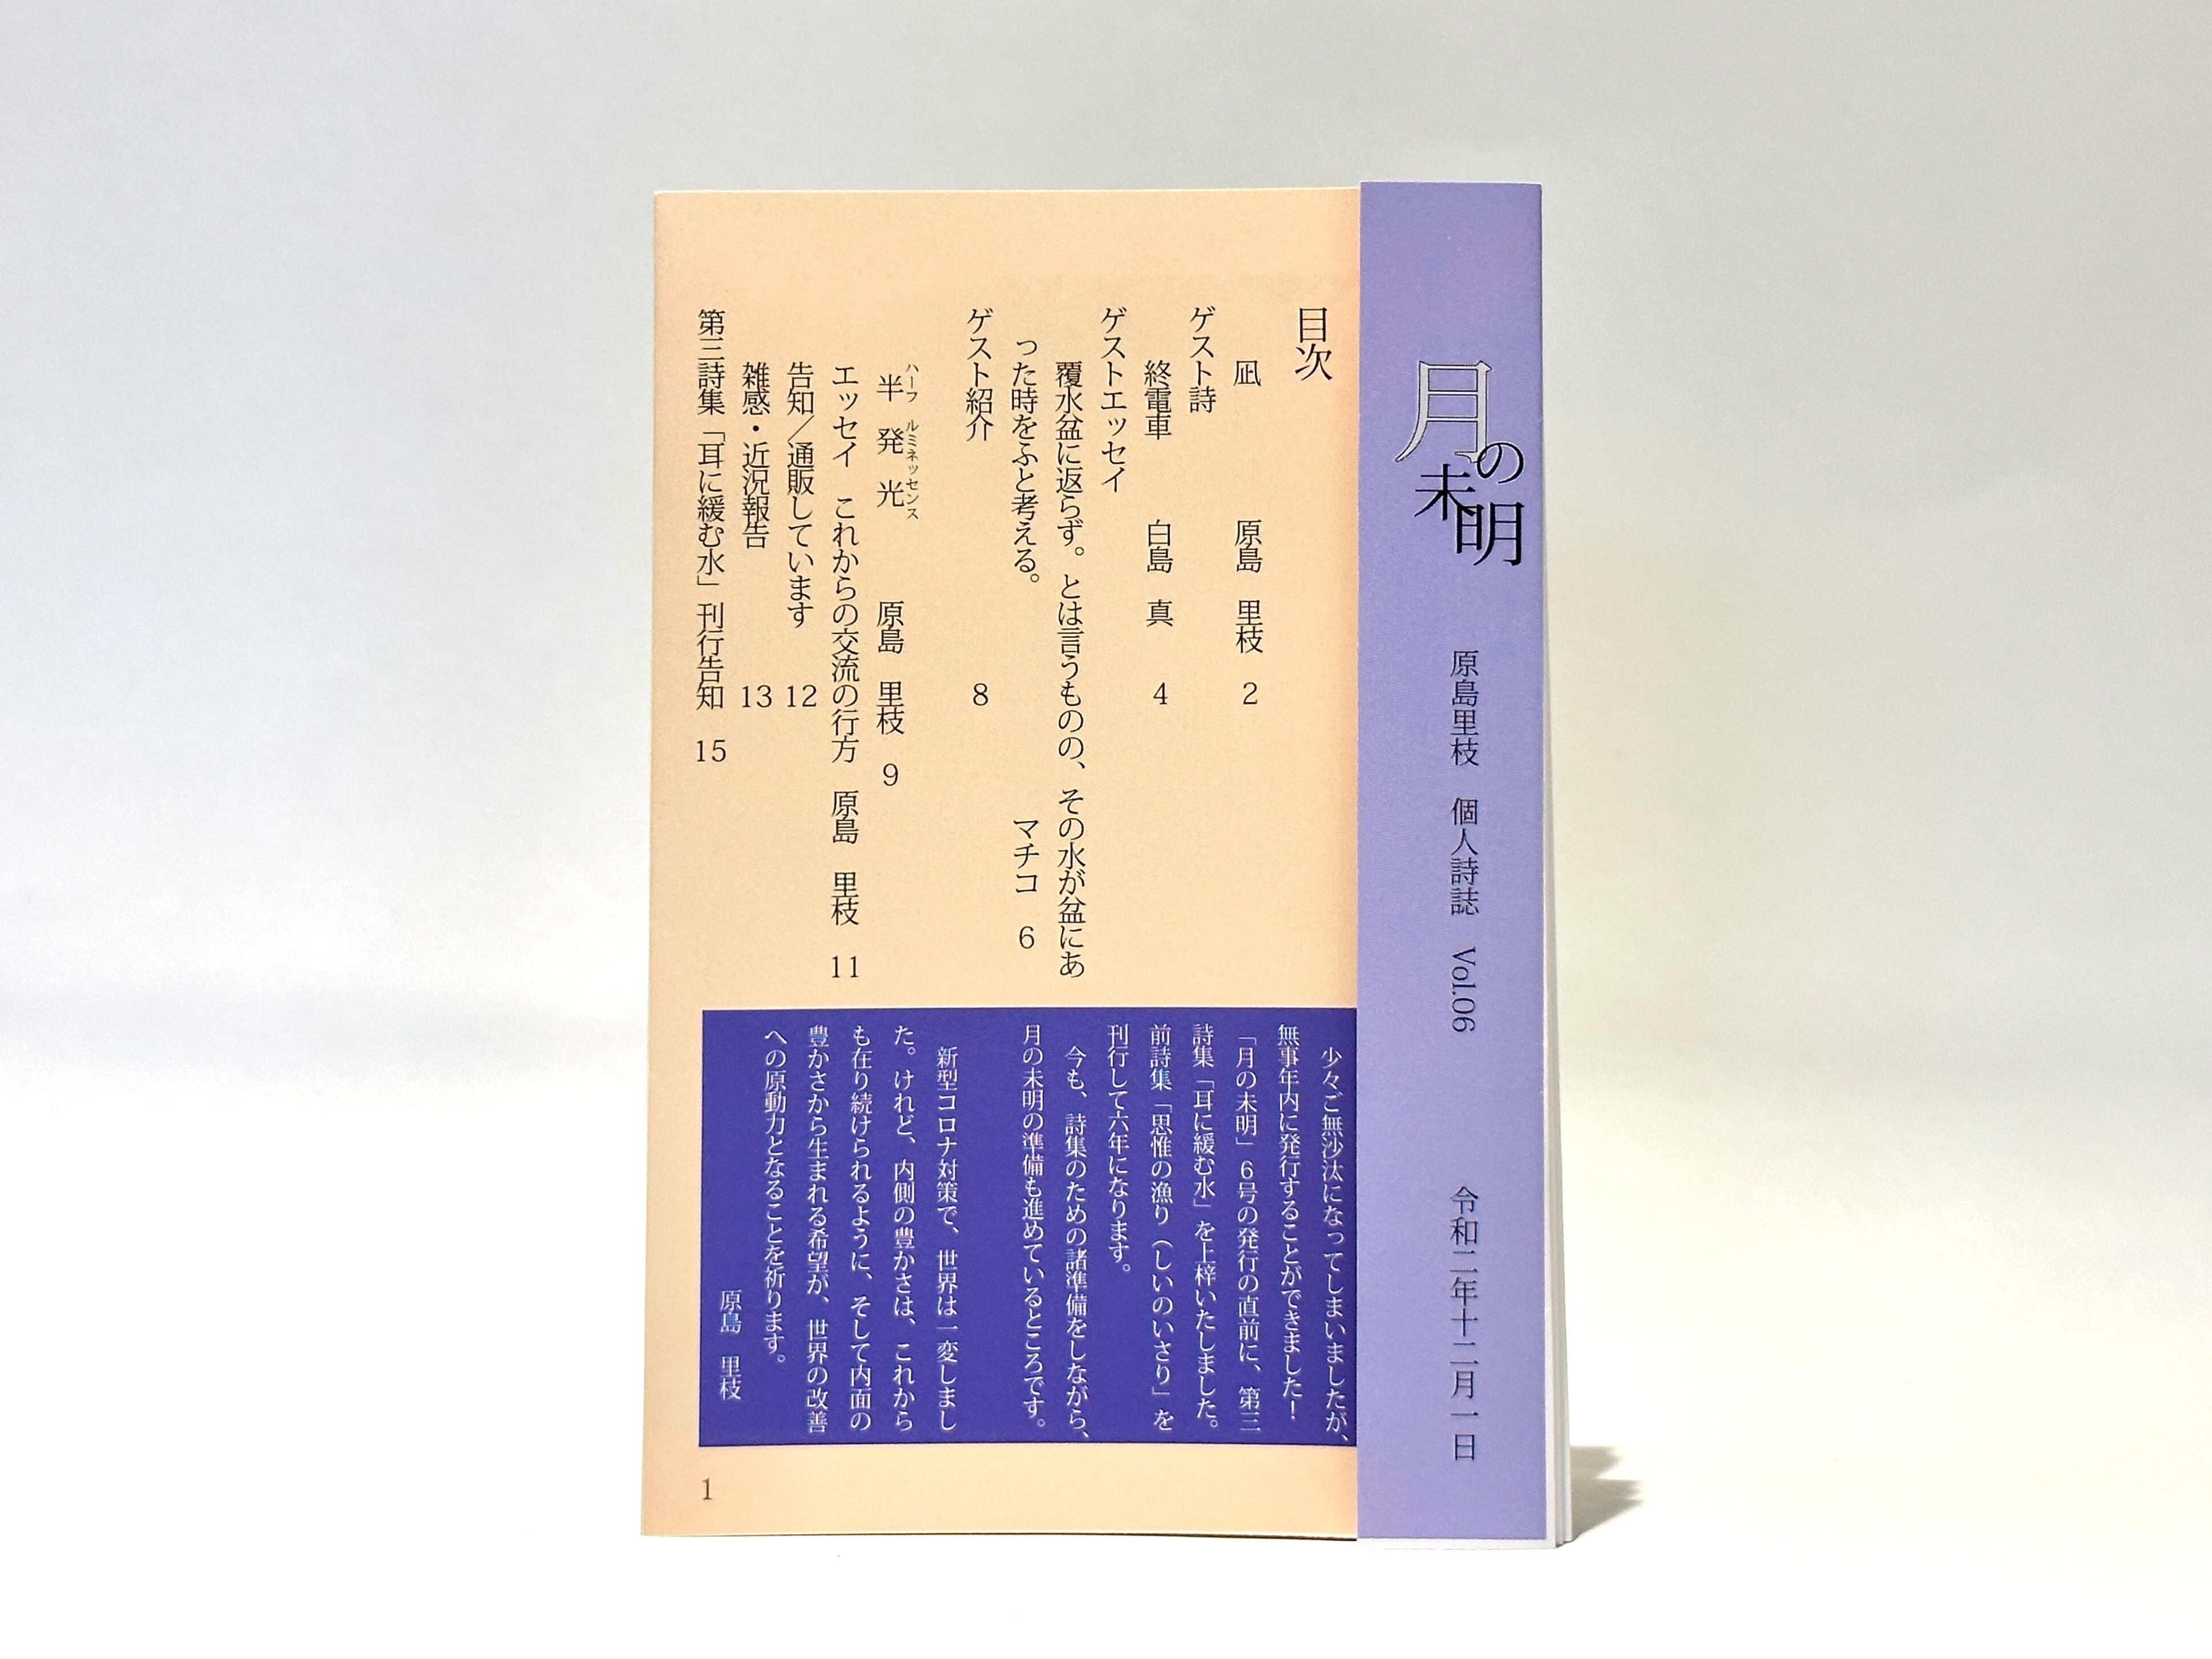 月の未明
原島里枝　個人詩誌　Vol.06
令和二年十二月一日
目次
凪　原島　里枝　2
ゲスト詩
終電車　白島　真　4
ゲストエッセイ
覆水盆に返らず。とは言うものの、その水が盆にあ
った時をふと考える。　マチコ　6
ゲスト紹介　8
半発光　原島　里枝　9
ハーフ　ルミネッセンス
エッセイ　これからの交流の行方　原島　里枝　11
告知／通販しています　12
雑感・近況報告　13
第三詩集「耳に緩む水」刊行告知　15
少々ご無沙汰になってしまいましたが、
無事年内に発行することができました！
「月の未明」6号の発行の直前に、第三
詩集「耳に緩む水」を上梓いたしました。
前詩集「思惟の漁り（しいのいさり）」を
刊行して六年になります。
今も、詩集のための諸準備をしながら、
月の未明の準備も進めているところです。
新型コロナ対策で、世界は一変しまし
た。けれど、内側の豊かさは、これから
も在り続けられるように、そして内面の
豊かさから生まれる希望が、世界の改善
への原動力となることを祈ります。
原島　里枝
1